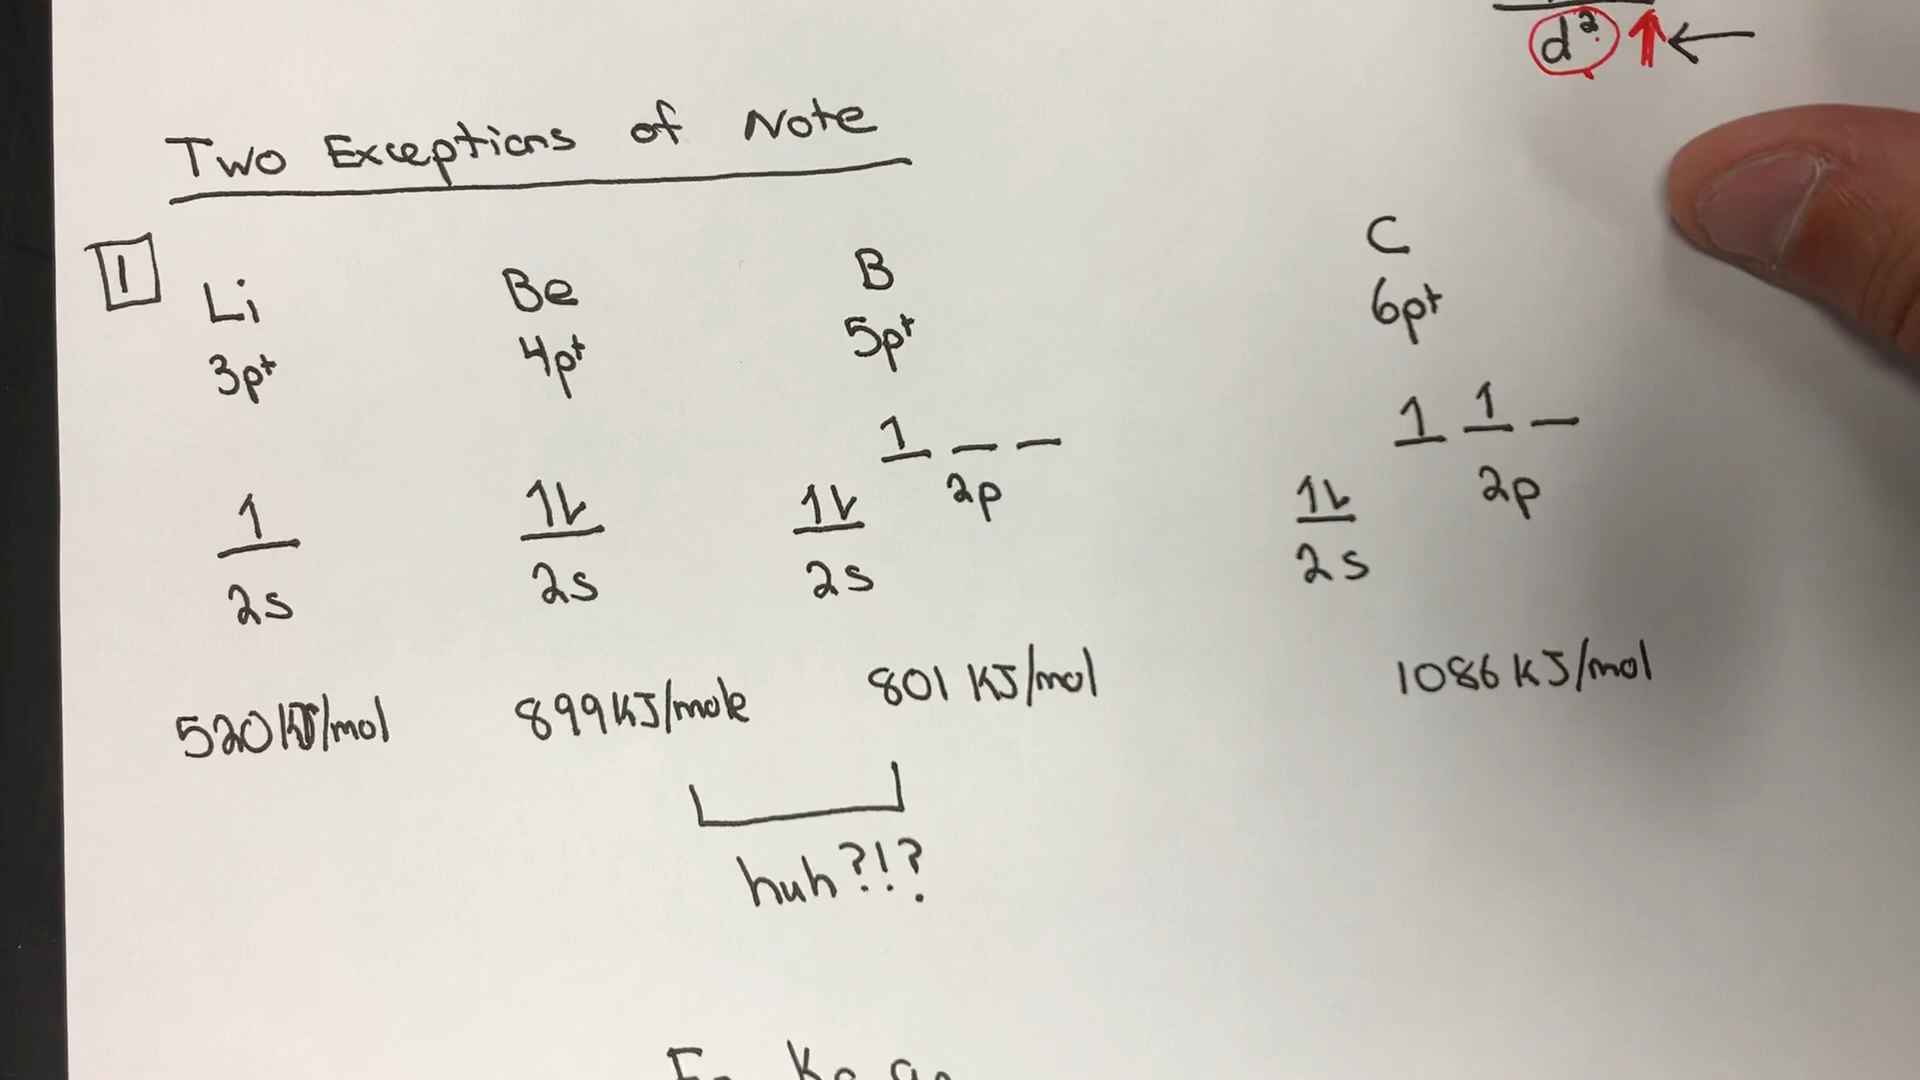 d²
Two Exceptions of Note
1
Li Be B C
3p+ 4p+ 5p+ 6p+
1 1 1
1 1L 1L 2p 1L 2p
2s 2s 2s 2s
520 KJ/mol 899 KJ/mole 801 KJ/mol 1086 KJ/mol
huh?!?